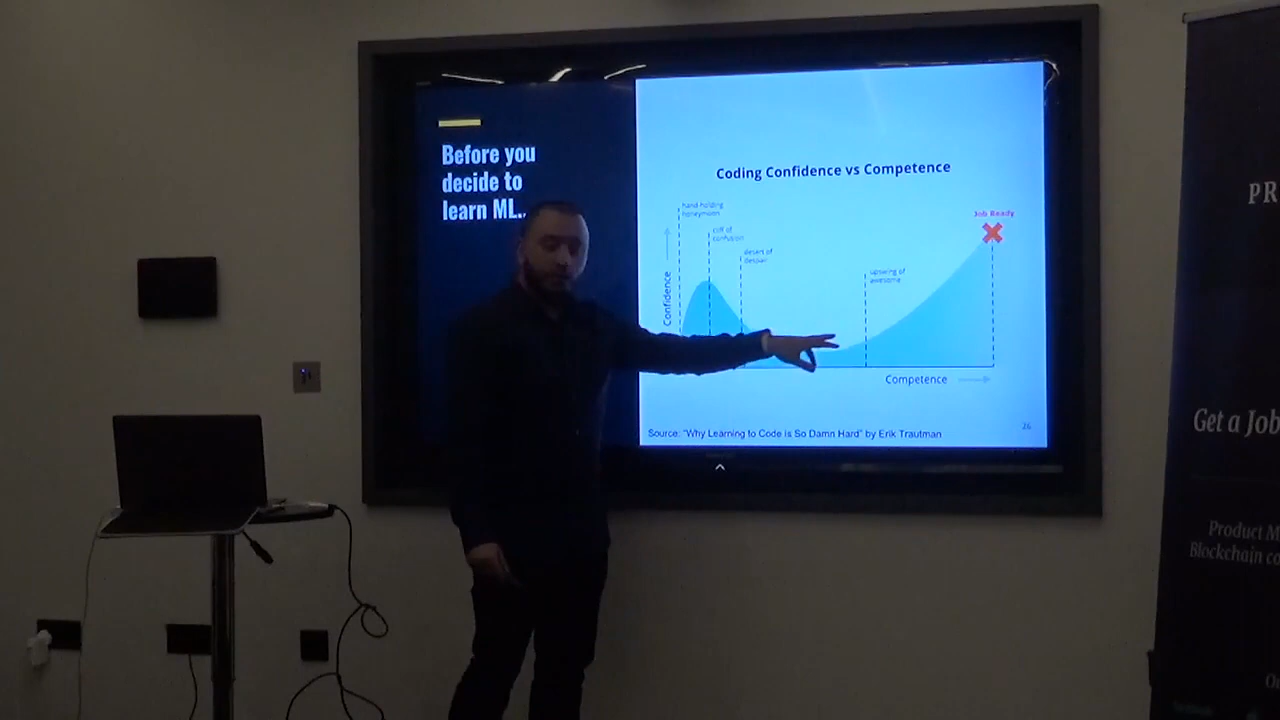 Before you
decide to
learn ML..
Coding Confidence vs Competence
hand-holding
honeymoon
cliff of
confusion
desert of
despair
upswing of
awesome
Job Ready
Confidence
Competence
Source: "Why Learning to Code is So Damn Hard" by Erik Trautman
26
PR
Get a Job
Product M
Blockchain co